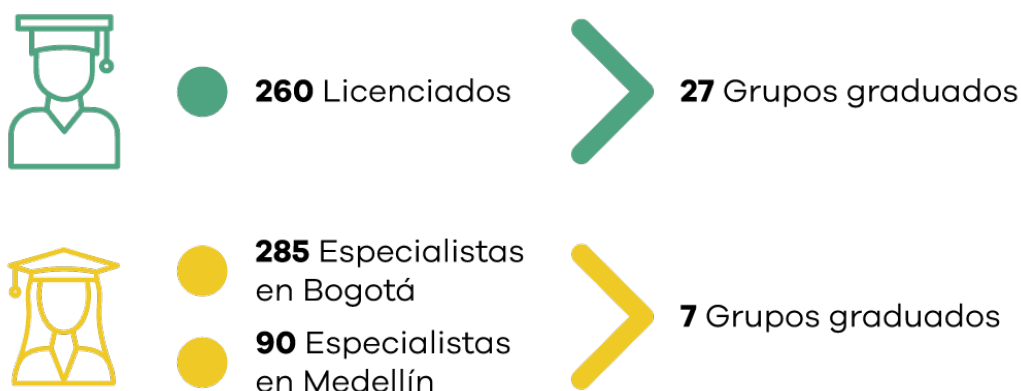 260 Licenciados
27 Grupos graduados
285 Especialistas
en Bogotá
90 Especialistas
en Medellín
7 Grupos graduados